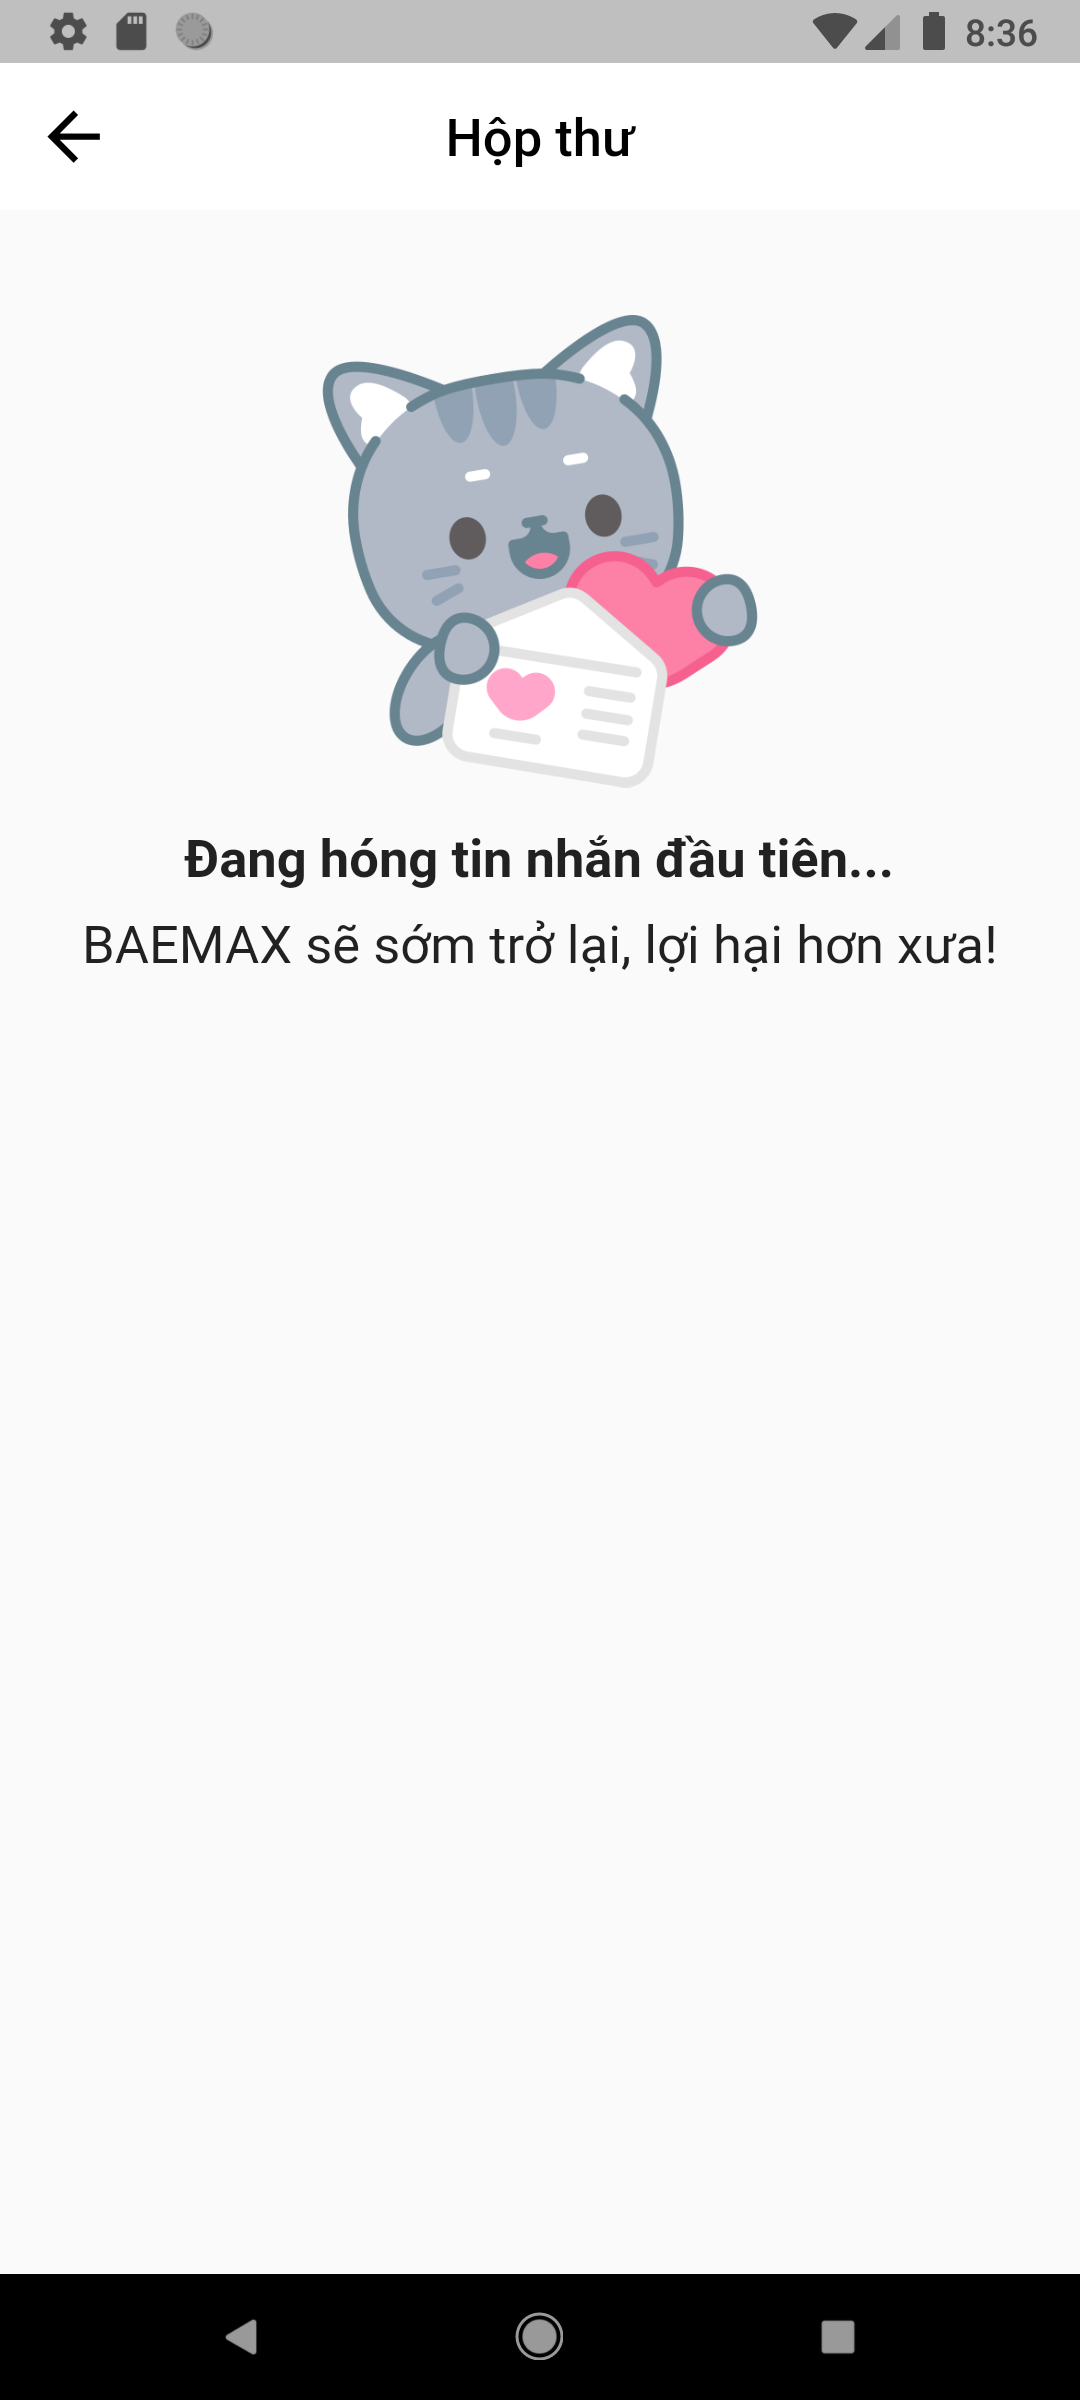 8:36
Hộp thư
Đang hóng tin nhắn đầu tiên...
BAEMAX sẽ sớm trở lại, lợi hại hơn xưa!